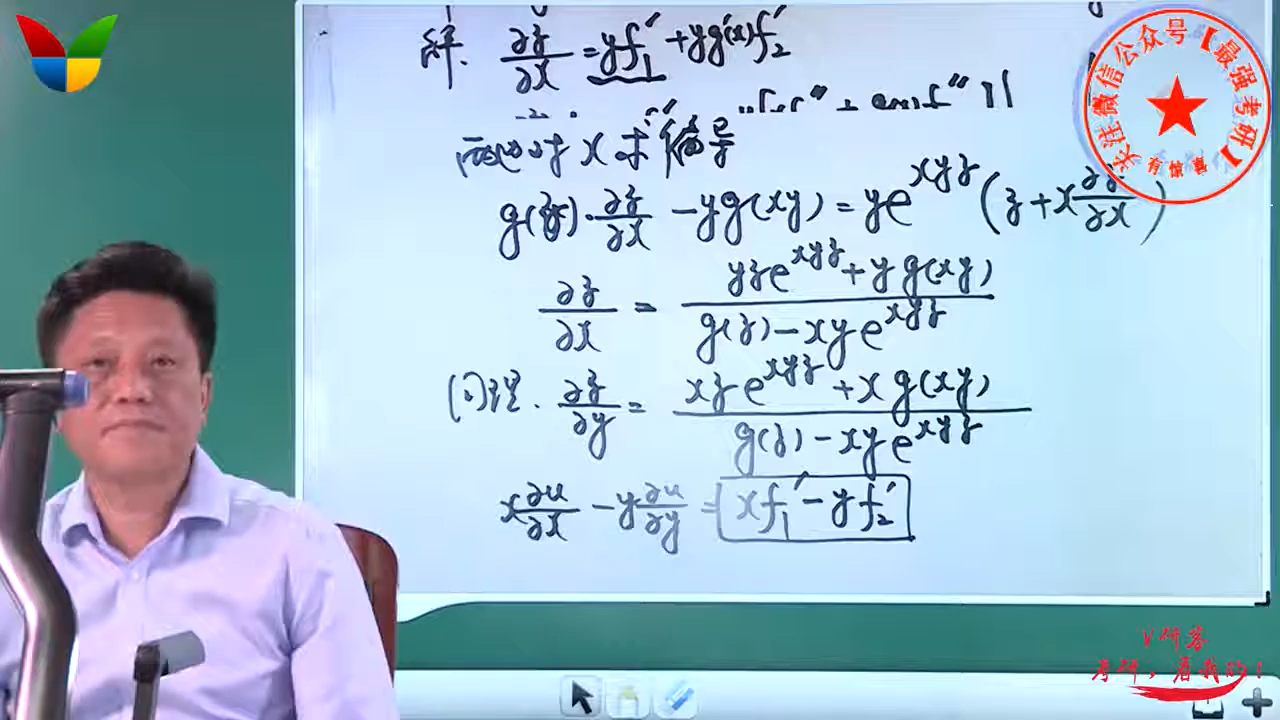 解. ∂z/∂x = yf₁′ + yg′(x)f₂′
两边对 x 求偏导
g(z)·∂z/∂x − yg(xy) = ye^{xyz}(z + x∂z/∂x)
∂z/∂x = (yze^{xyz} + yg(xy))/(g(z) − xye^{xyz})
同理. ∂z/∂y = (xze^{xyz} + xg(xy))/(g(z) − xye^{xyz})
x∂u/∂x − y∂u/∂y = xf₁′ − yf₂′
关注微信公众号【最强考研】
有惊喜
V研客
考研，看我的！